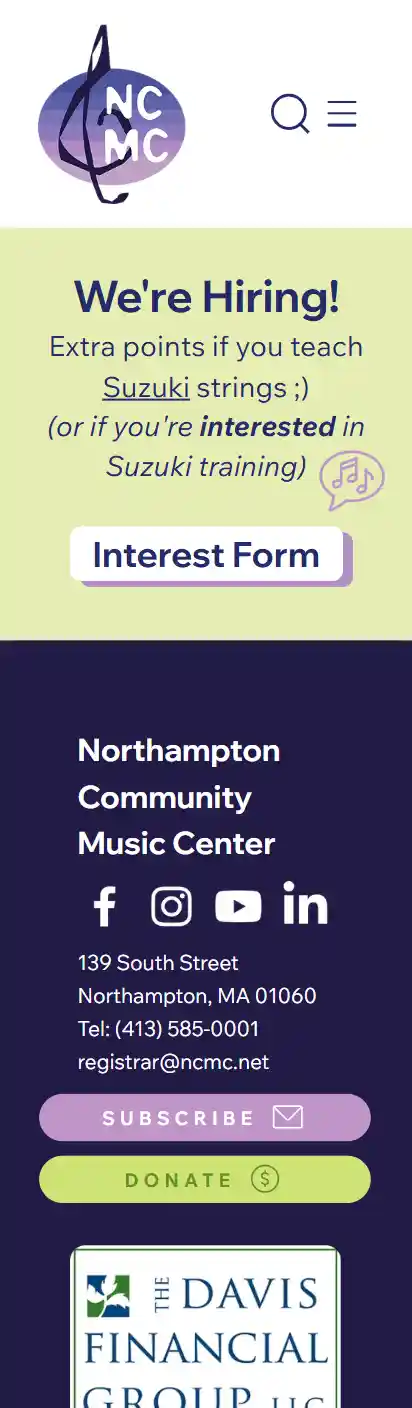 NC
MC
We're Hiring!
Extra points if you teach
Suzuki strings ;)
(or if you're interested in
Suzuki training)
Interest Form
Northampton
Community
Music Center
139 South Street
Northampton, MA 01060
Tel: (413) 585-0001
registrar@ncmc.net
SUBSCRIBE
DONATE
THE DAVIS
FINANCIAL
GROUP LLC